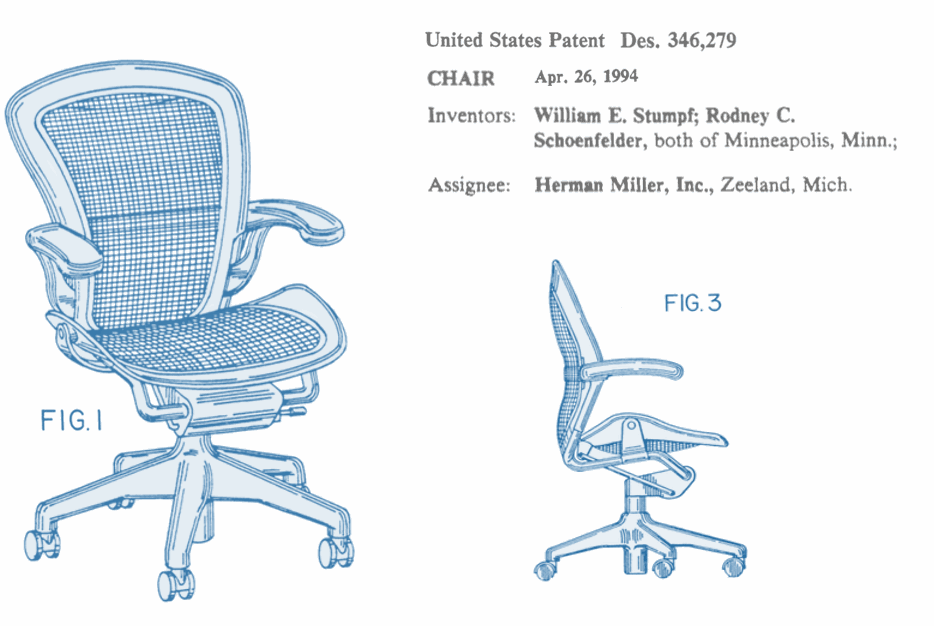 United States Patent Des. 346,279
CHAIR Apr. 26, 1994
Inventors: William E. Stumpf; Rodney C.
Schoenfelder, both of Minneapolis, Minn.;
Assignee: Herman Miller, Inc., Zeeland, Mich.
FIG. 3
FIG. 1